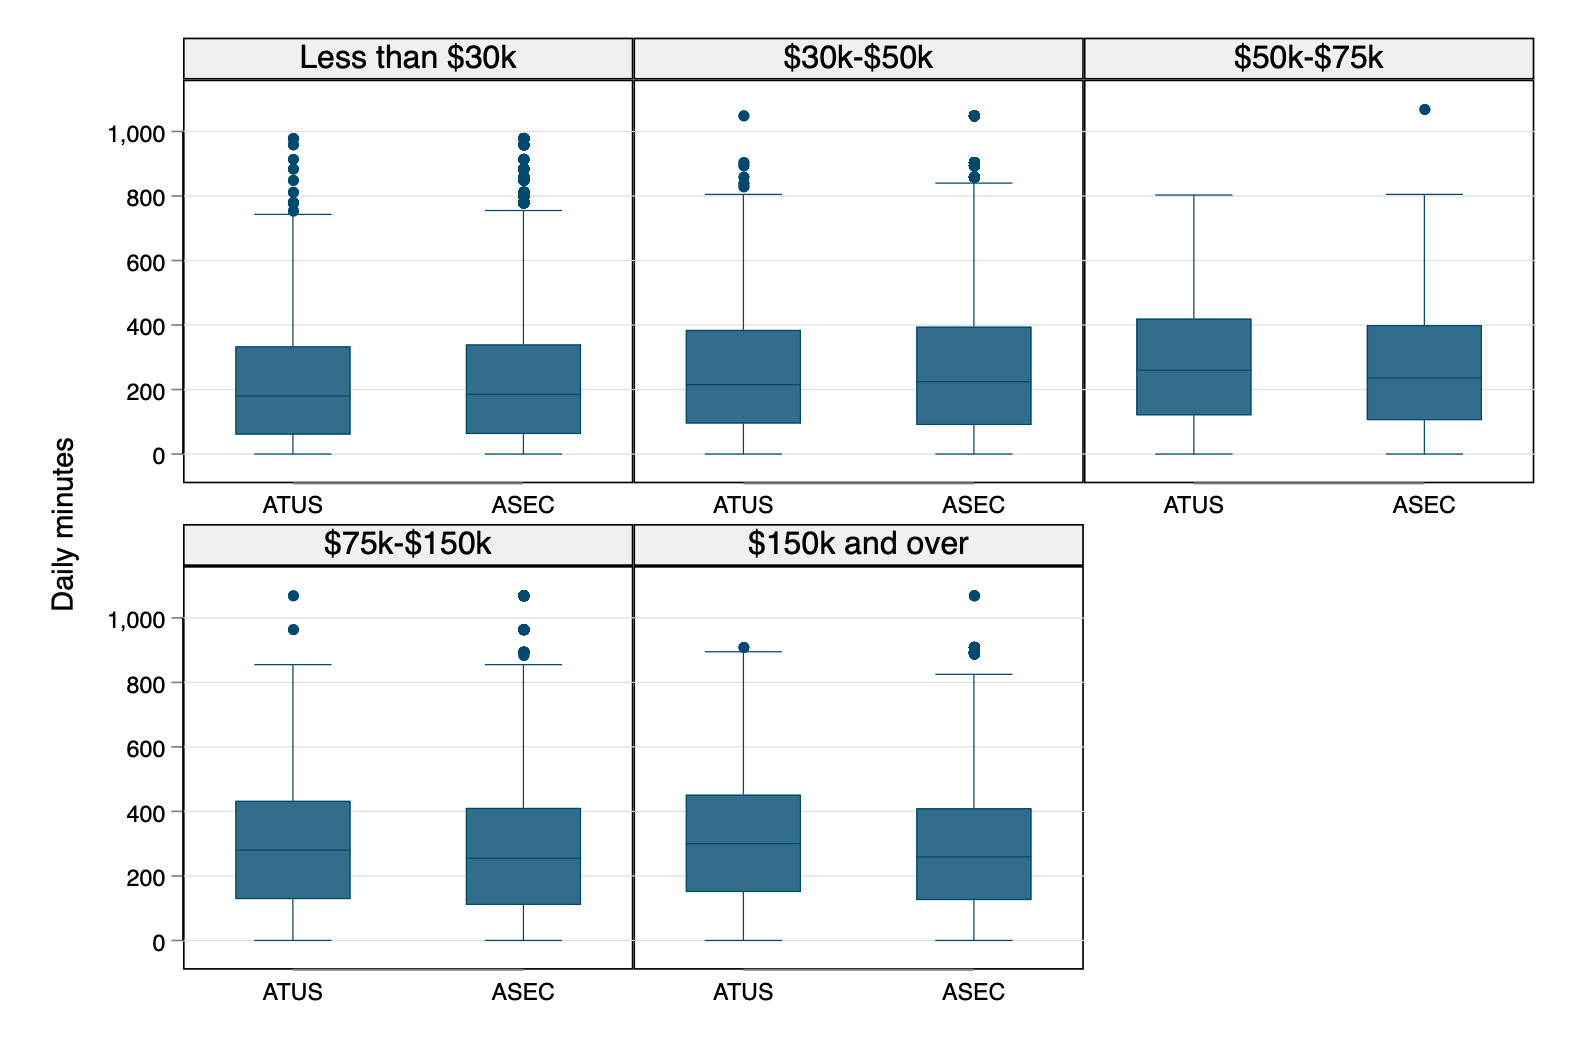 Less than $30k
$30k-$50k
$50k-$75k
1,000
800
600
400
200
0
ATUS
ASEC
ATUS
ASEC
ATUS
ASEC
Daily minutes
$75k-$150k
$150k and over
1,000
800
600
400
200
0
ATUS
ASEC
ATUS
ASEC